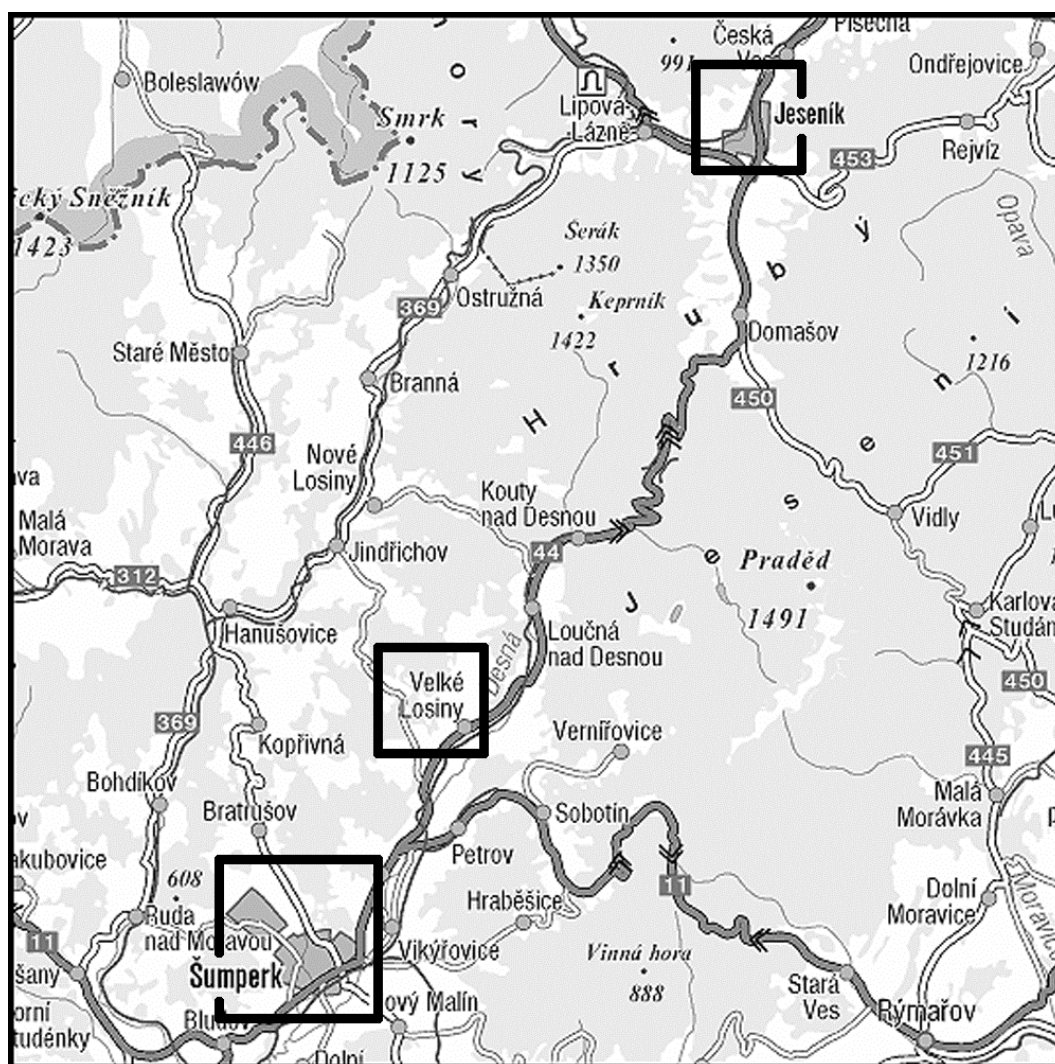 Písečná
Česká
Ves
991
Ondřejovice
Boleslawów
Lipová-
Lázně
Jeseník
Smrk
1125
453
Rejvíz
1423
Šerák
1350
Opava
Ostružná
369
Keprník
1422
Domašov
Staré Město
Branná
1216
450
446
Nové
Losiny
451
Kouty
nad Desnou
Vidly
Malá
Morava
Jindřichov
44
Praděd
1491
312
Hanušovice
Loučná
nad Desnou
Karlova
Studán
Desná
Velké
Losiny
450
369
Kopřivná
Vernířovice
445
Bohdíkov
Bratrušov
Sobotín
Malá
Morávka
Petrov
608
11
Hraběšice
Dolní
Moravice
Ruda
nad Moravou
Vikýřovice
11
Šumperk
Vinná hora
888
Stará
Ves
Rýmařov
Bludov
Dolní
Hrubý
Jeseník